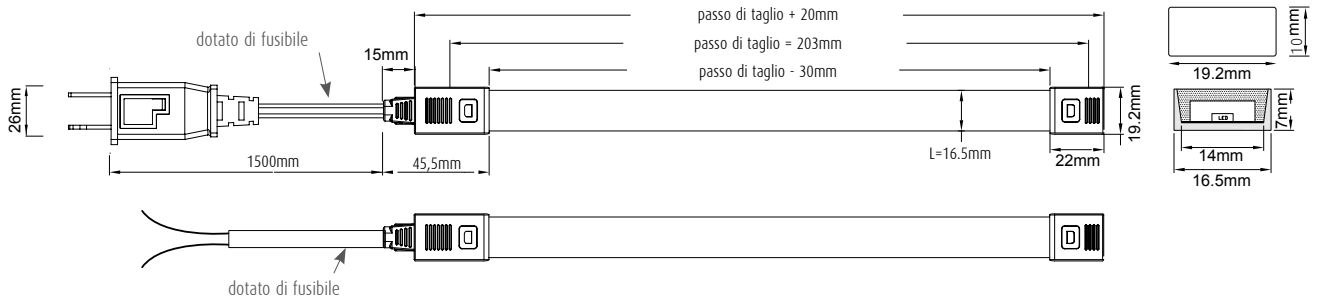 passo di taglio + 20mm
dotato di fusibile
passo di taglio = 203mm
15mm
passo di taglio - 30mm
10mm
19.2mm
26mm
19.2mm
LED
7mm
1500mm
45,5mm
L=16.5mm
22mm
14mm
16.5mm
D
D
D
D
dotato di fusibile